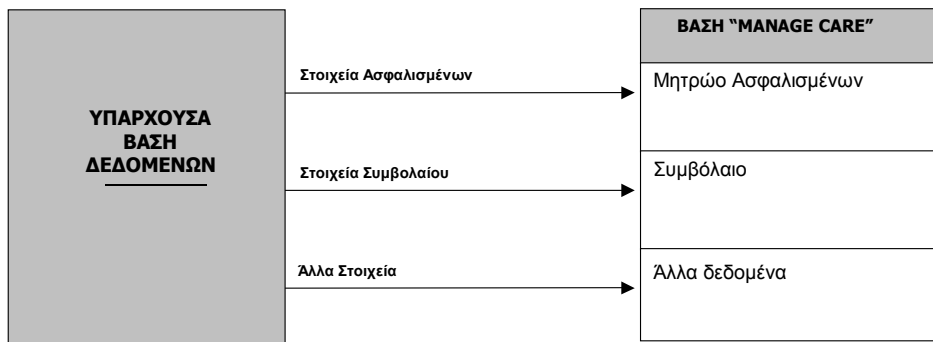 ΥΠΑΡΧΟΥΣΑ
ΒΑΣΗ
ΔΕΔΟΜΕΝΩΝ
Στοιχεία Ασφαλισμένων
Στοιχεία Συμβολαίου
Άλλα Στοιχεία
ΒΑΣΗ “MANAGE CARE”
Μητρώο Ασφαλισμένων
Συμβόλαιο
Άλλα δεδομένα